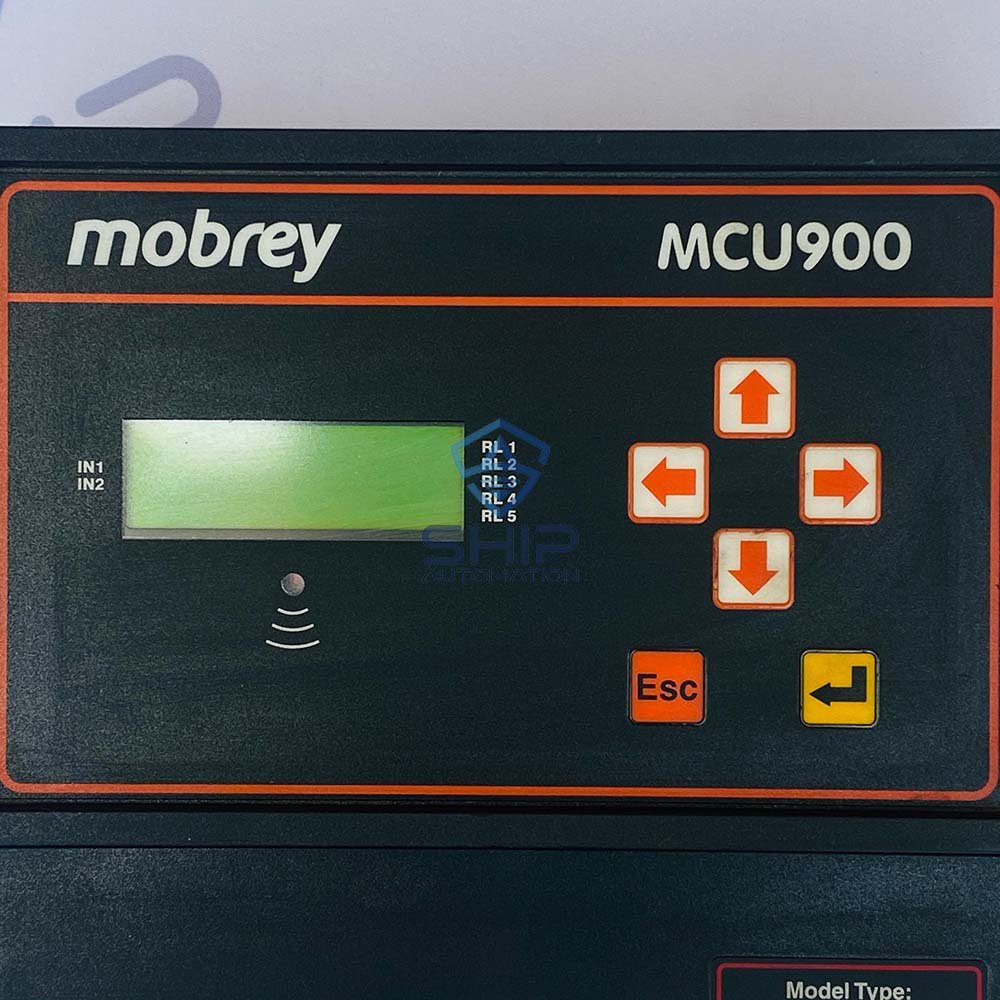 mobrey
MCU900
IN1
IN2
RL 1
RL 2
RL 3
RL 4
RL 5
SHIP
AUTOMATION
Esc
Model Type: